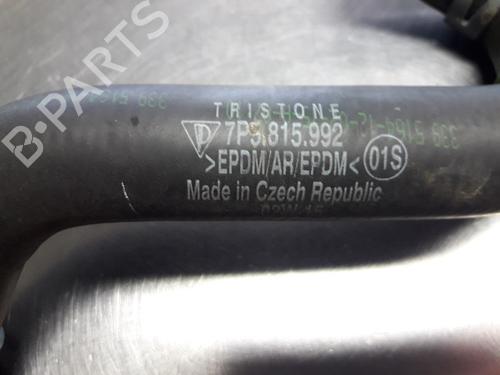 TRISTONE
7P5.815.992
>EPDM/AR/EPDM< 01S
Made in Czech Republic
B-Parts